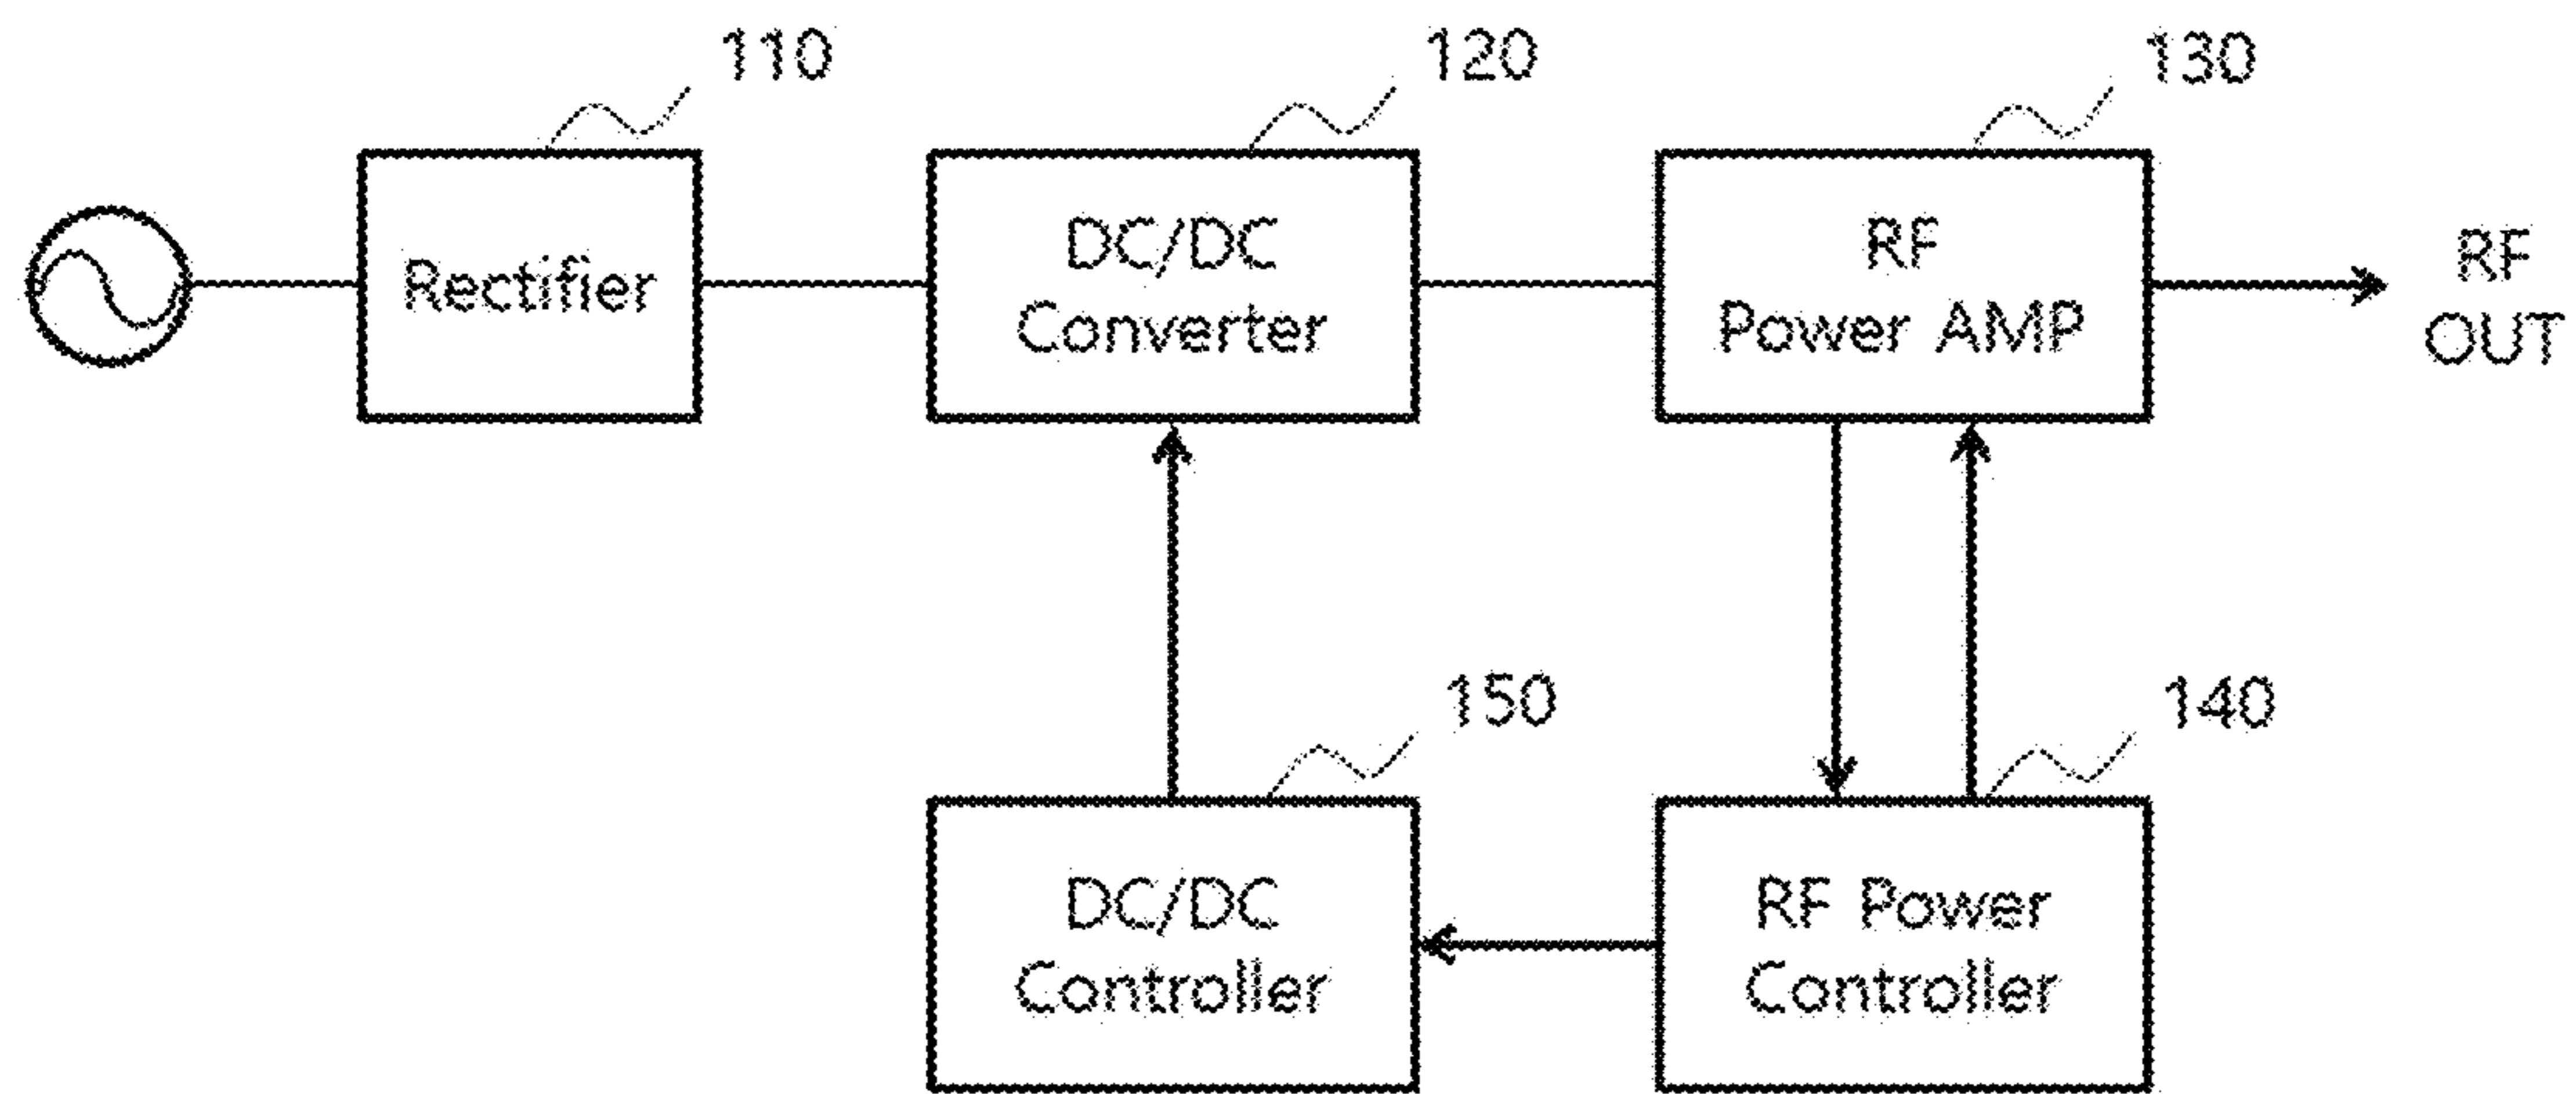 110
120
130
Rectifier
DC/DC
Converter
RF
Power AMP
RF
OUT
150
140
DC/DC
Controller
RF Power
Controller